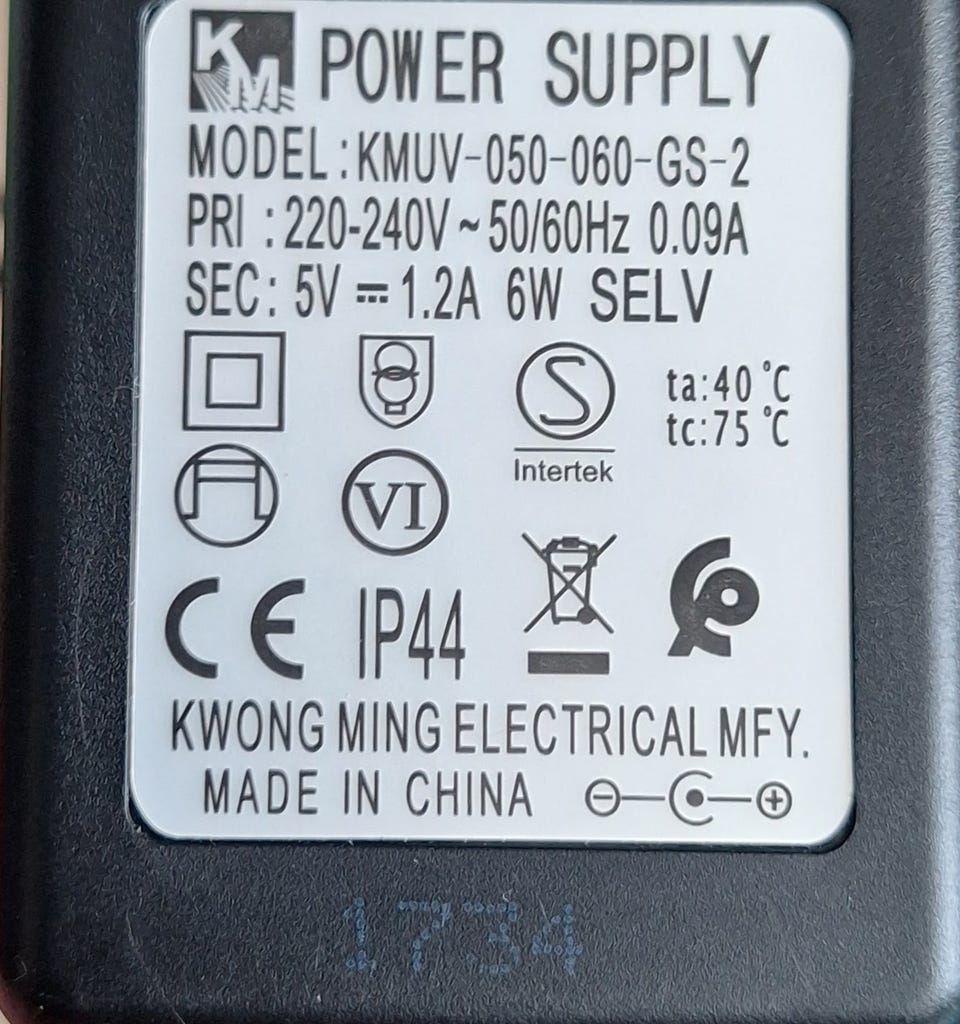 KM POWER SUPPLY
MODEL:KMUV-050-060-GS-2
PRI :220-240V~50/60Hz 0.09A
SEC: 5V⎓1.2A 6W SELV
S
Intertek
ta:40℃
tc:75℃
VI
CE IP44
KWONG MING ELECTRICAL MFY.
MADE IN CHINA
1734